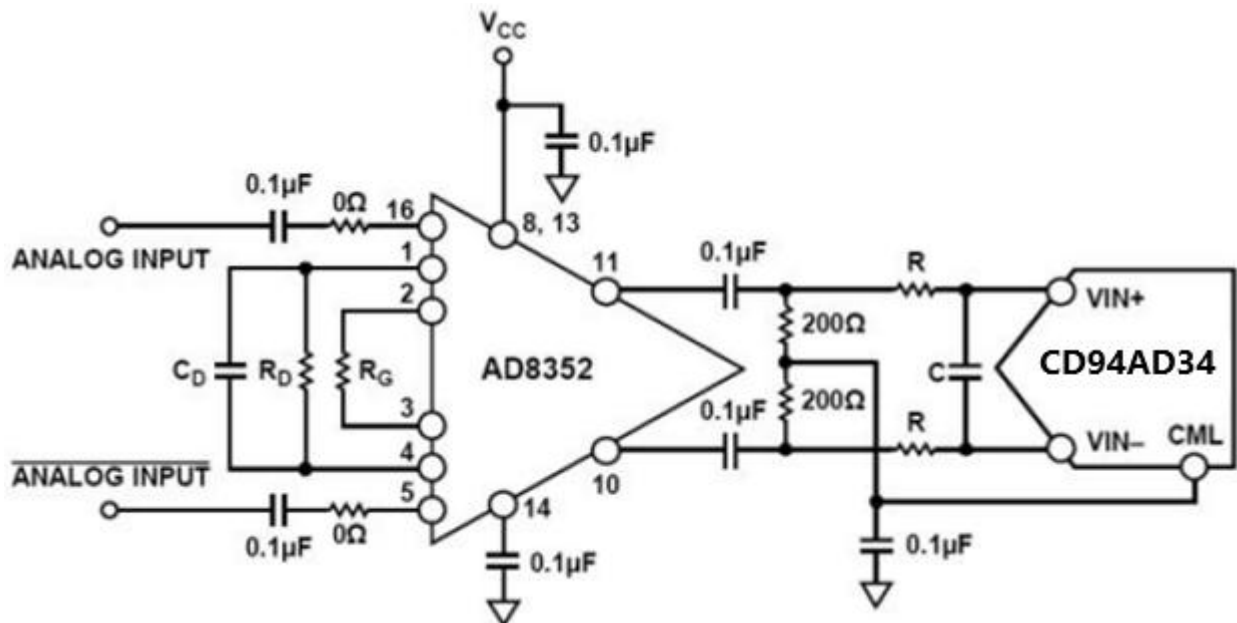 VCC
0.1µF
0.1µF
0Ω
16
8, 13
ANALOG INPUT
1
11
0.1µF
R
2
VIN+
200Ω
CD
RD
RG
AD8352
C
CD94AD34
3
0.1µF
200Ω
R
4
VIN–
CML
ANALOG INPUT
5
10
14
0.1µF
0Ω
0.1µF
0.1µF